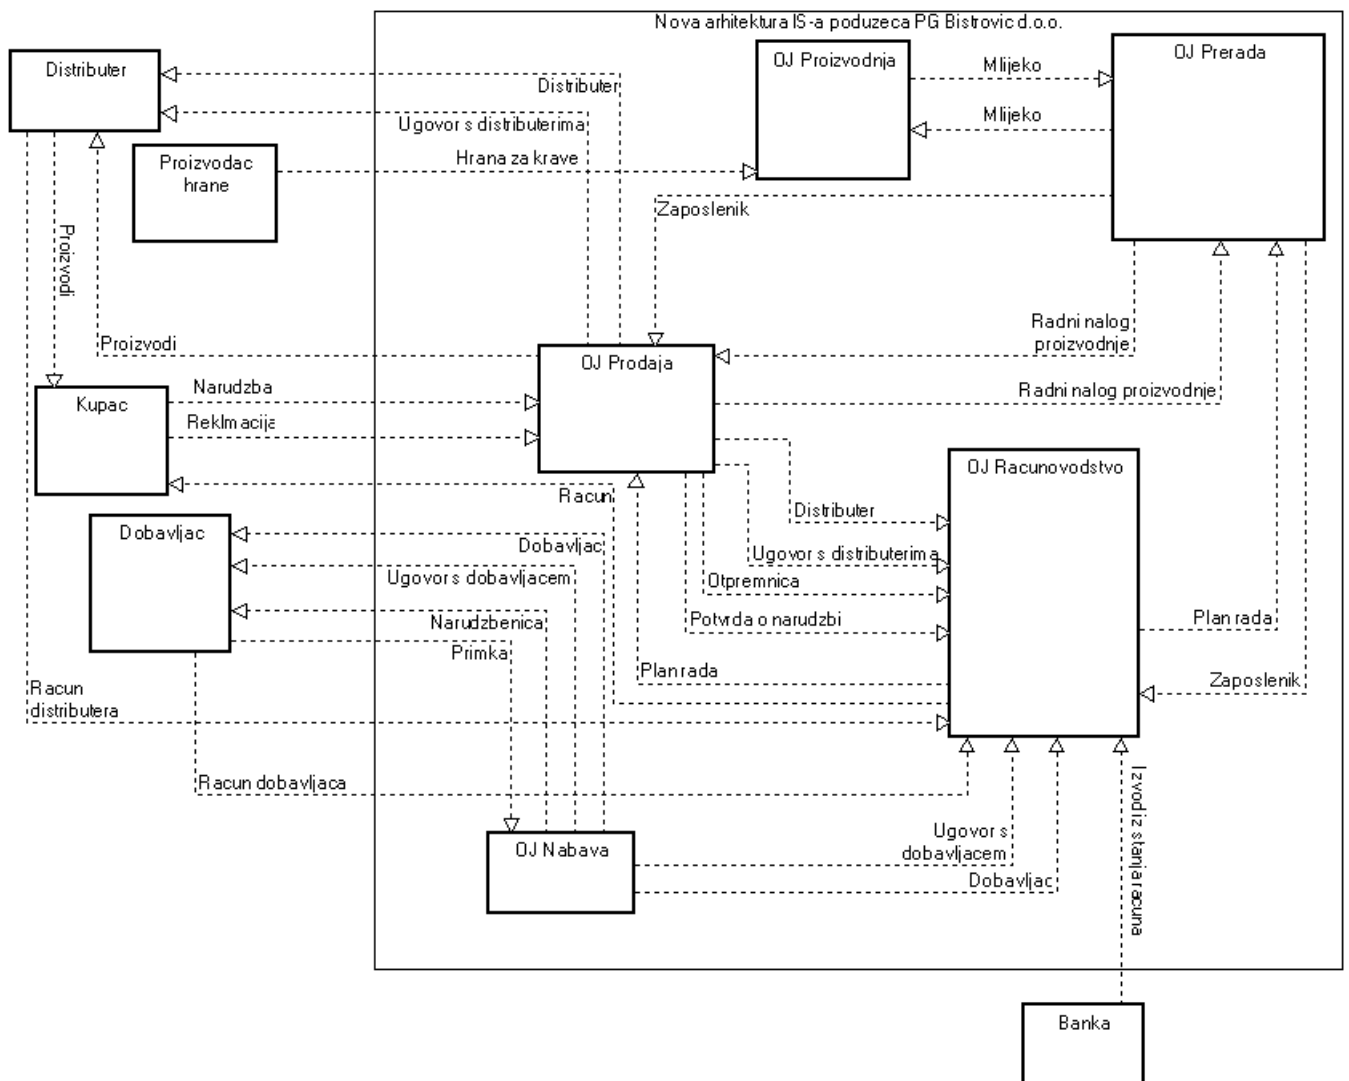 Nova arhitektura IS-a poduzeca PG Bistrovic d.o.o.
Distributer
OJ Proizvodnja
OJ Prerada
Mlijeko
Distributer
Mlijeko
Ugovor s distributerima
Proizvodac
hrane
Hrana za krave
Zaposlenik
Proizvodi
Radni nalog
proizvodnje
Proizvodi
OJ Prodaja
Narudzba
Radni nalog proizvodnje
Kupac
Reklmacija
OJ Racunovodstvo
Racun
Distributer
Dobavljac
Dobavljac
Ugovor s distributerima
Ugovor s dobavljacem
Otpremnica
Narudzbenica
Potvrda o narudzbi
Plan rada
Primka
Plan rada
Zaposlenik
Racun
distributera
Racun dobavljaca
Izvod iz stanja racuna
Ugovor s
dobavljacem
OJ Nabava
Dobavljac
Banka